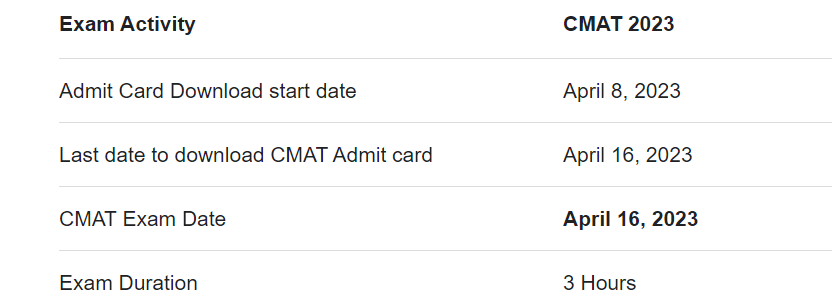 Exam Activity CMAT 2023
Admit Card Download start date April 8, 2023
Last date to download CMAT Admit card April 16, 2023
CMAT Exam Date April 16, 2023
Exam Duration 3 Hours